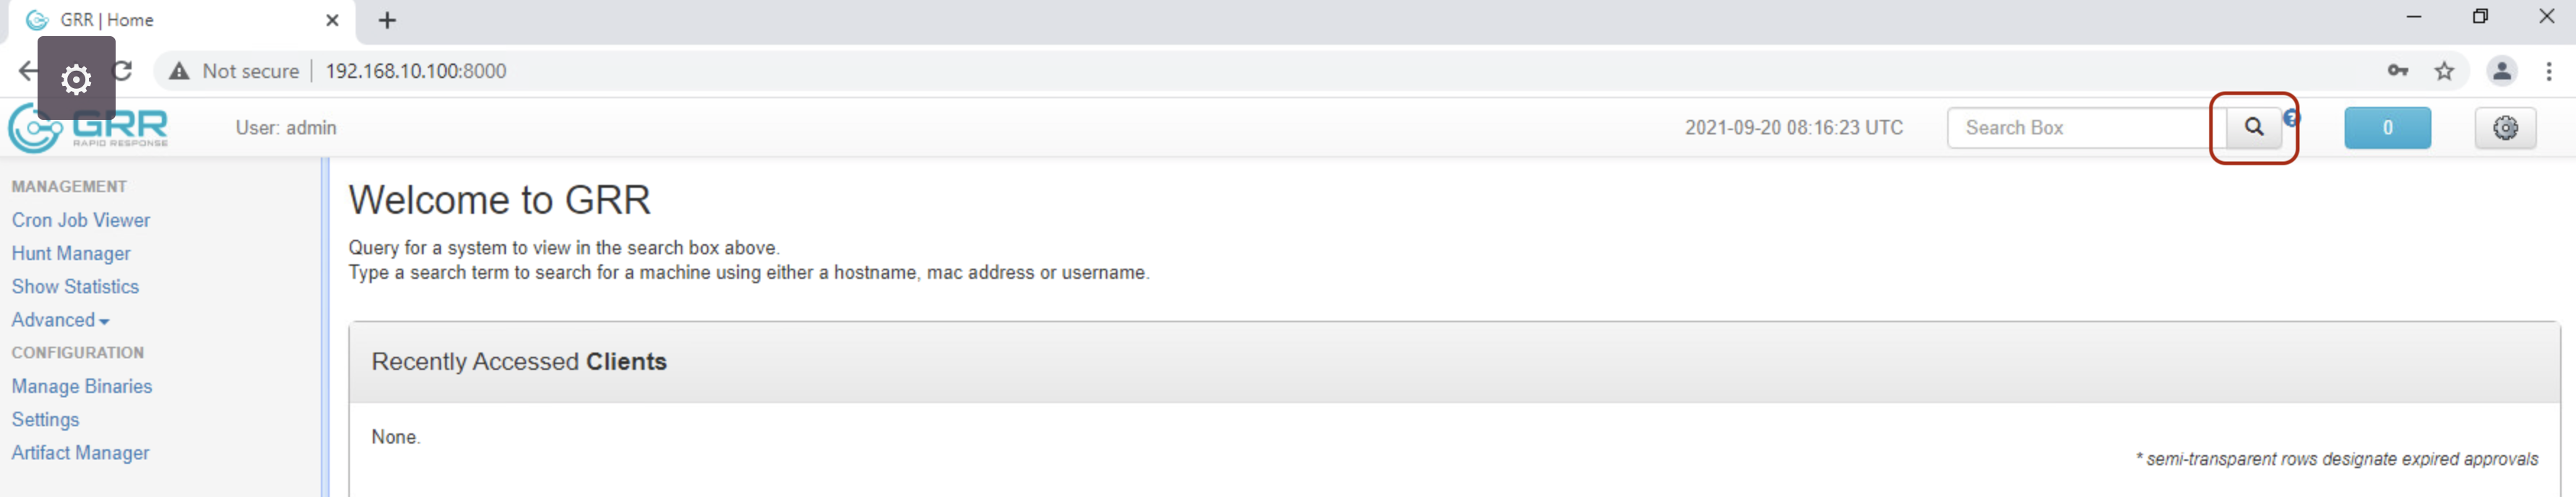 GRR | Home
Not secure | 192.168.10.100:8000
GRR
RAPID RESPONSE
User: admin
2021-09-20 08:16:23 UTC
Search Box
?
0
MANAGEMENT
Cron Job Viewer
Hunt Manager
Show Statistics
Advanced
CONFIGURATION
Manage Binaries
Settings
Artifact Manager
Welcome to GRR
Query for a system to view in the search box above.
Type a search term to search for a machine using either a hostname, mac address or username.
Recently Accessed Clients
None.
* semi-transparent rows designate expired approvals